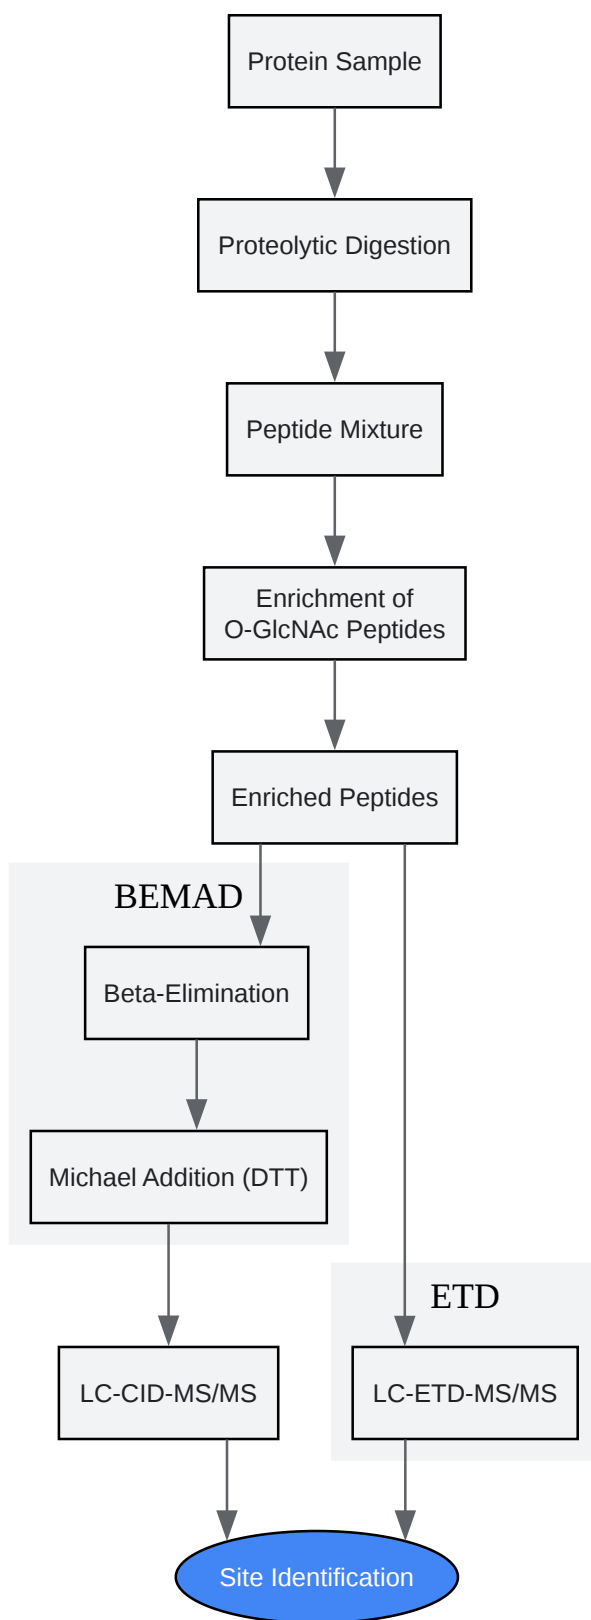 Protein Sample
Proteolytic Digestion
Peptide Mixture
Enrichment of
O-GlcNAc Peptides
Enriched Peptides
BEMAD
Beta-Elimination
Michael Addition (DTT)
ETD
LC-CID-MS/MS
LC-ETD-MS/MS
Site Identification